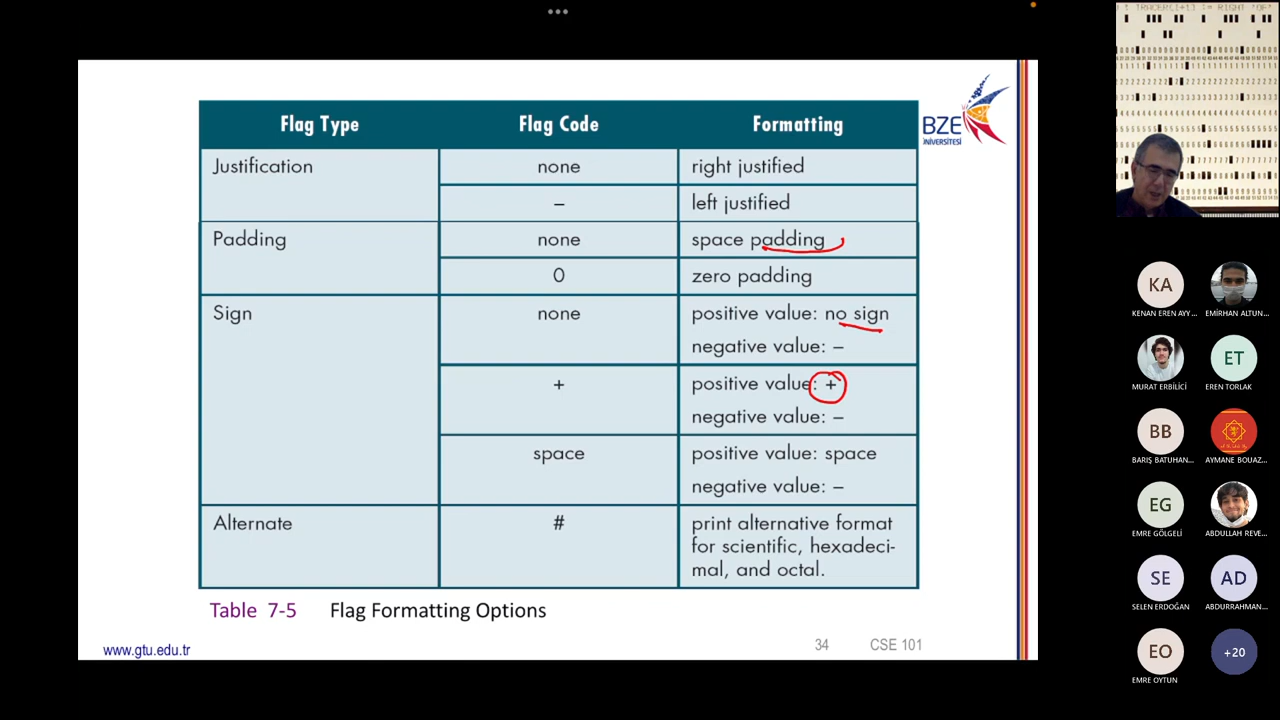 Flag Type Flag Code Formatting
Justification none right justified
– left justified
Padding none space padding
0 zero padding
Sign none positive value: no sign
negative value: –
+ positive value: +
negative value: –
space positive value: space
negative value: –
Alternate # print alternative format
for scientific, hexadeci-
mal, and octal.
Table 7-5 Flag Formatting Options
www.gtu.edu.tr
34 CSE 101
BZE
ÜNİVERSİTESİ
KA
KENAN EREN AYY...
EMİRHAN ALTUN...
MURAT ERBİLİCİ
ET
EREN TORLAK
BB
BARIŞ BATUHAN...
AYMANE BOUAZ...
EG
EMRE GÖLGELİ
ABDULLAH REVE...
SE
SELEN ERDOĞAN
AD
ABDURRAHMAN...
EO
EMRE OYTUN
+20